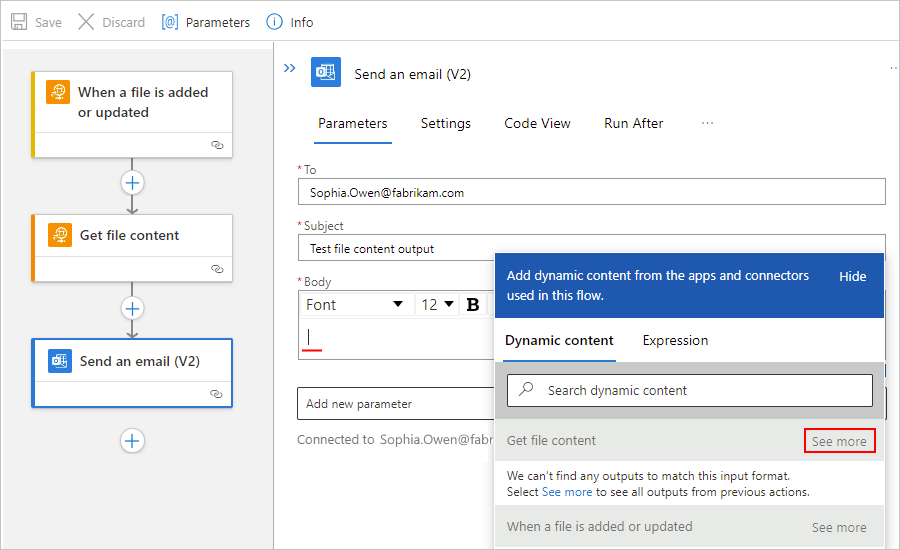 Save Discard [@] Parameters Info
When a file is added
or updated
Get file content
Send an email (V2)
Send an email (V2)
Parameters Settings Code View Run After ...
* To
Sophia.Owen@fabrikam.com
* Subject
Test file content output
* Body
Font 12 B
Add new parameter
Connected to Sophia.Owen@fabr
Add dynamic content from the apps and connectors
used in this flow.
Hide
Dynamic content Expression
Search dynamic content
Get file content See more
We can't find any outputs to match this input format.
Select See more to see all outputs from previous actions.
When a file is added or updated See more